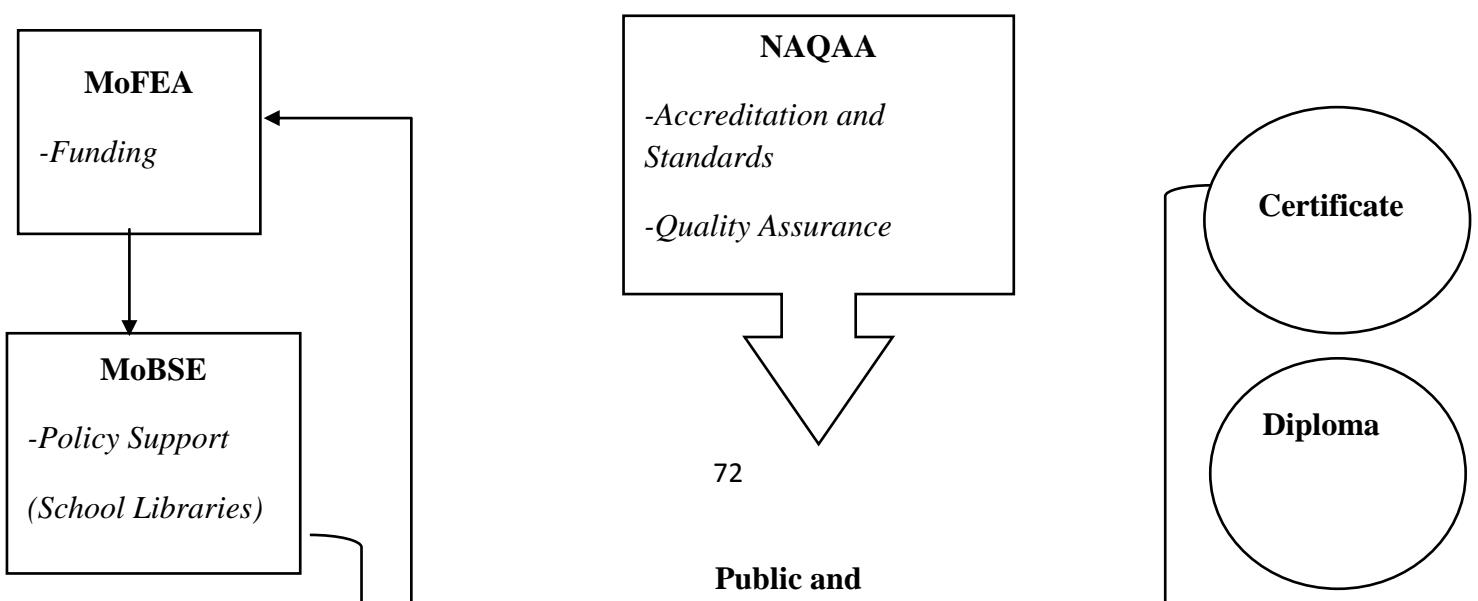 MoFEA
-Funding
MoBSE
-Policy Support
(School Libraries)
NAQAA
-Accreditation and
Standards
-Quality Assurance
72
Public and
Certificate
Diploma